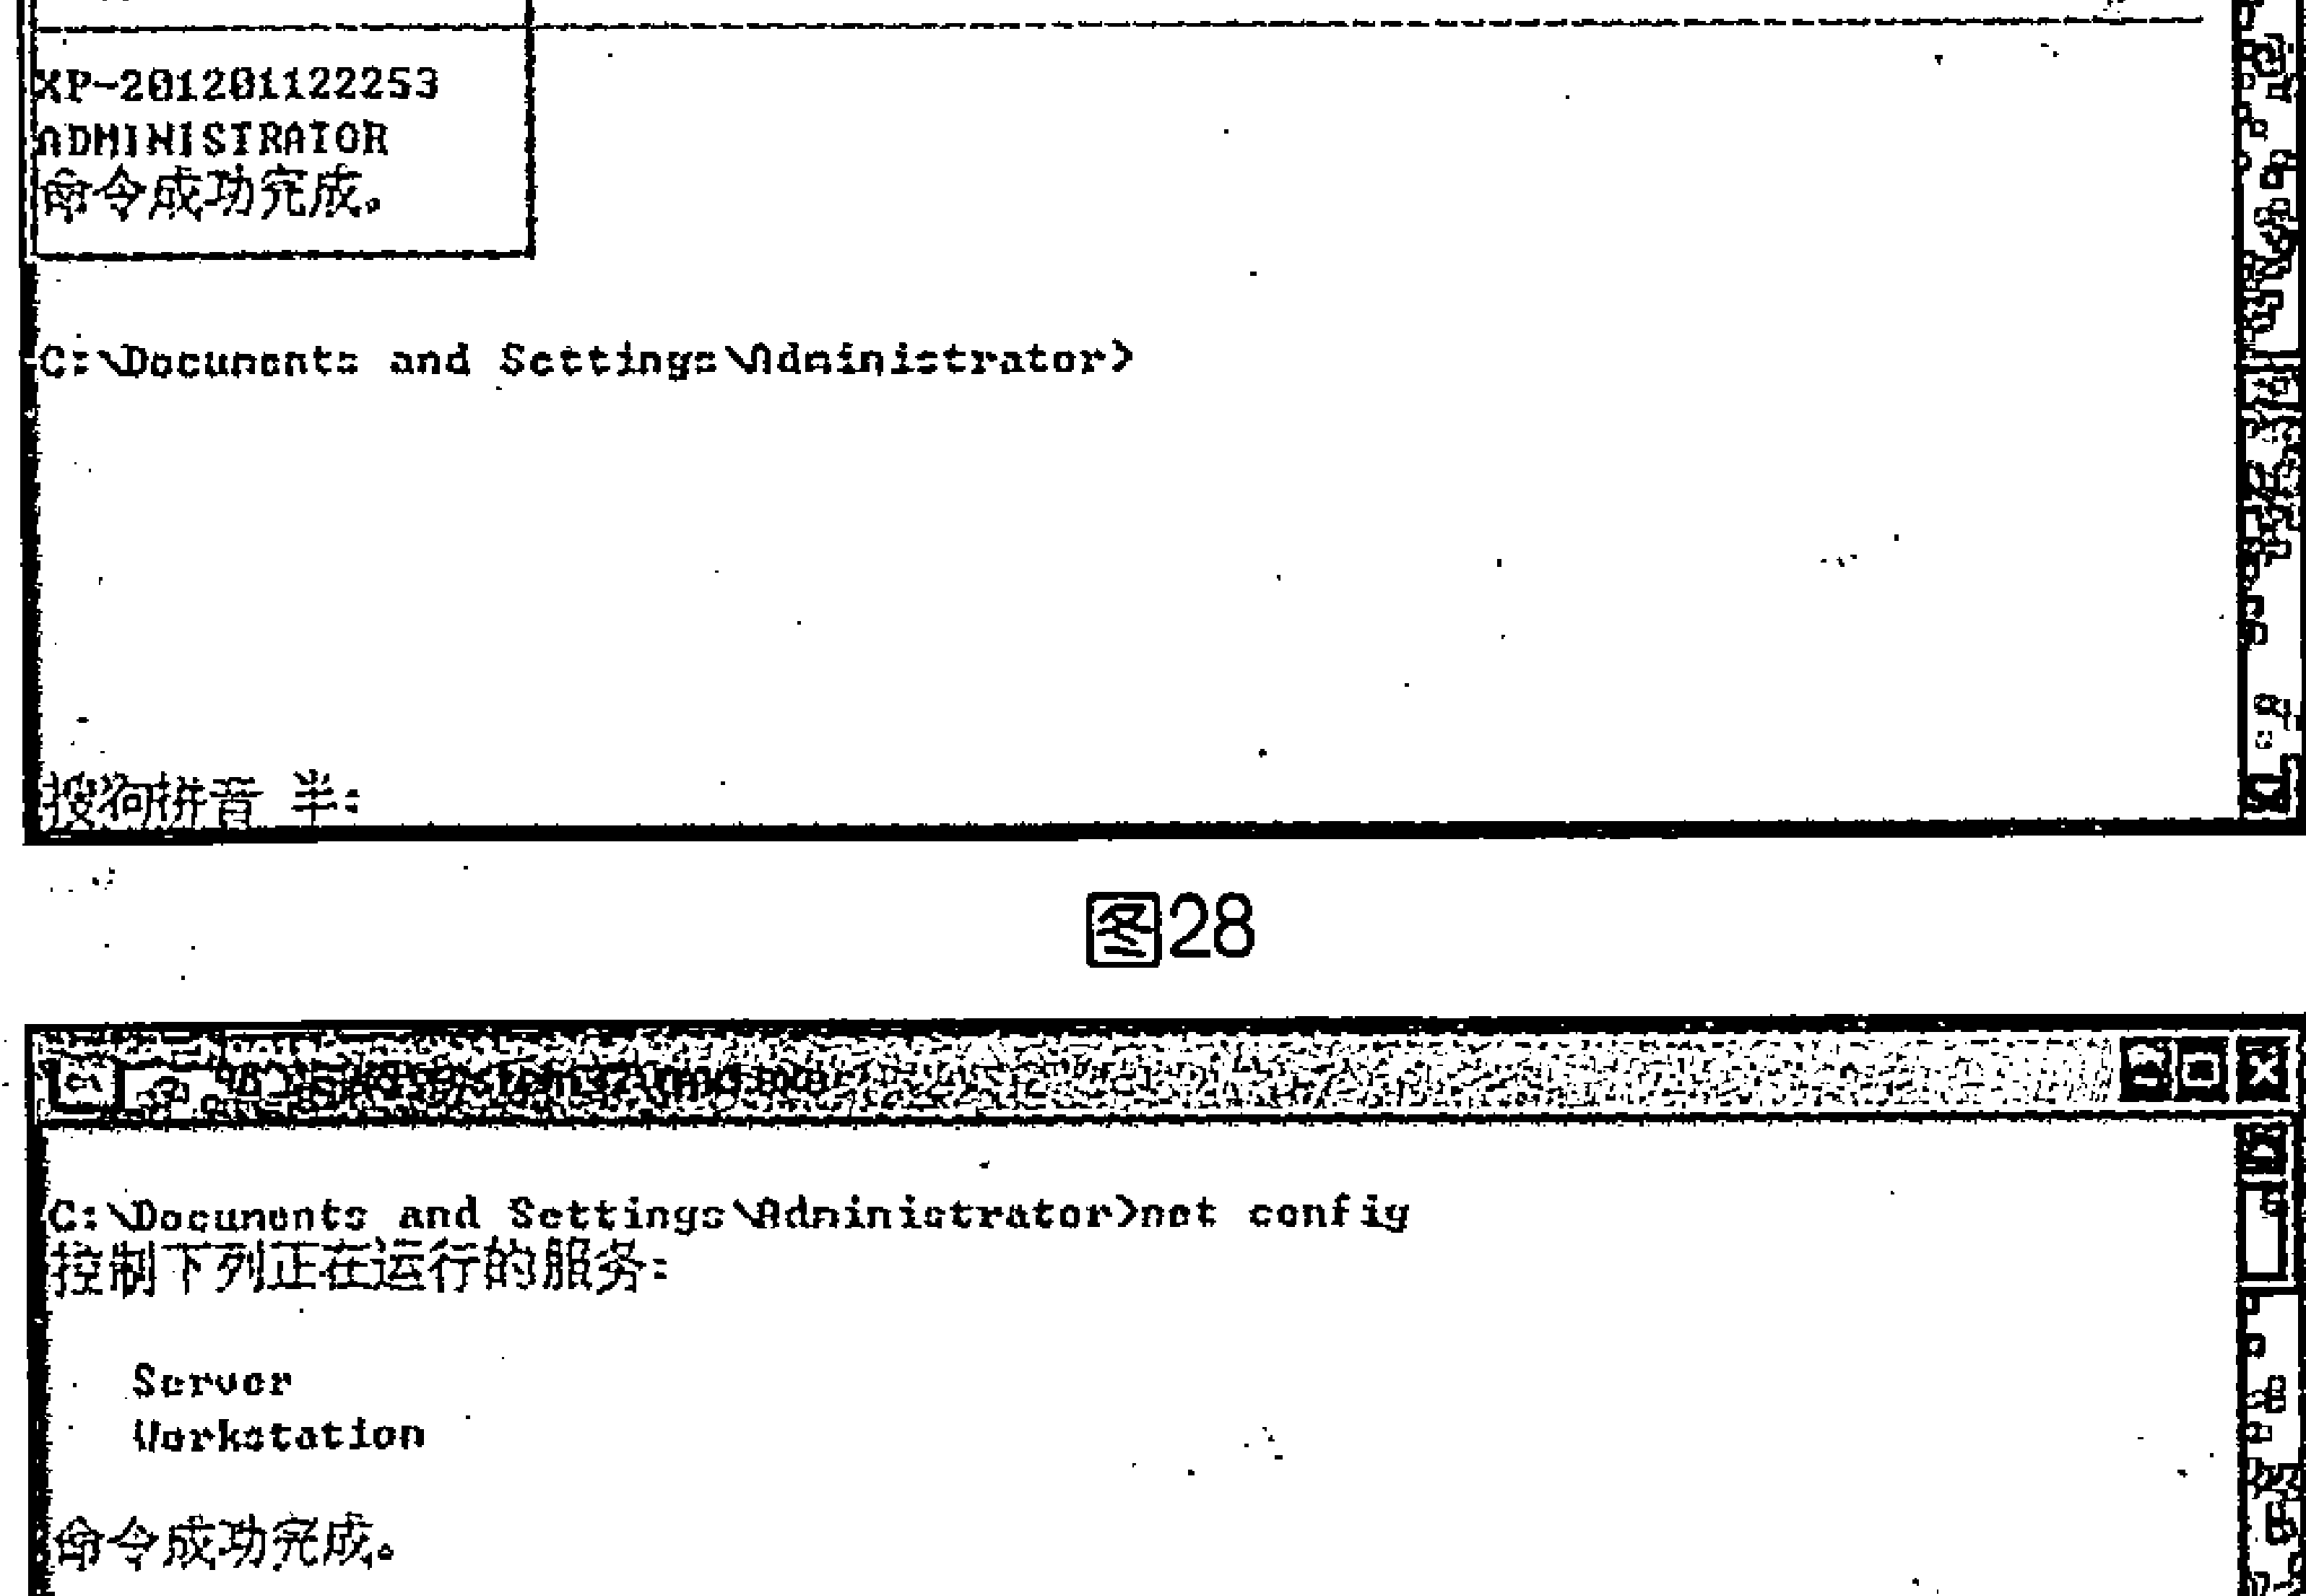 XP-201201122253
ADMINISTRATOR
命令成功完成。
C:\Documents and Settings\Administrator>
搜狗拼音 半:
图28
C:\Documents and Settings\Administrator>net config
控制下列正在运行的服务:
Server
Workstation
命令成功完成。